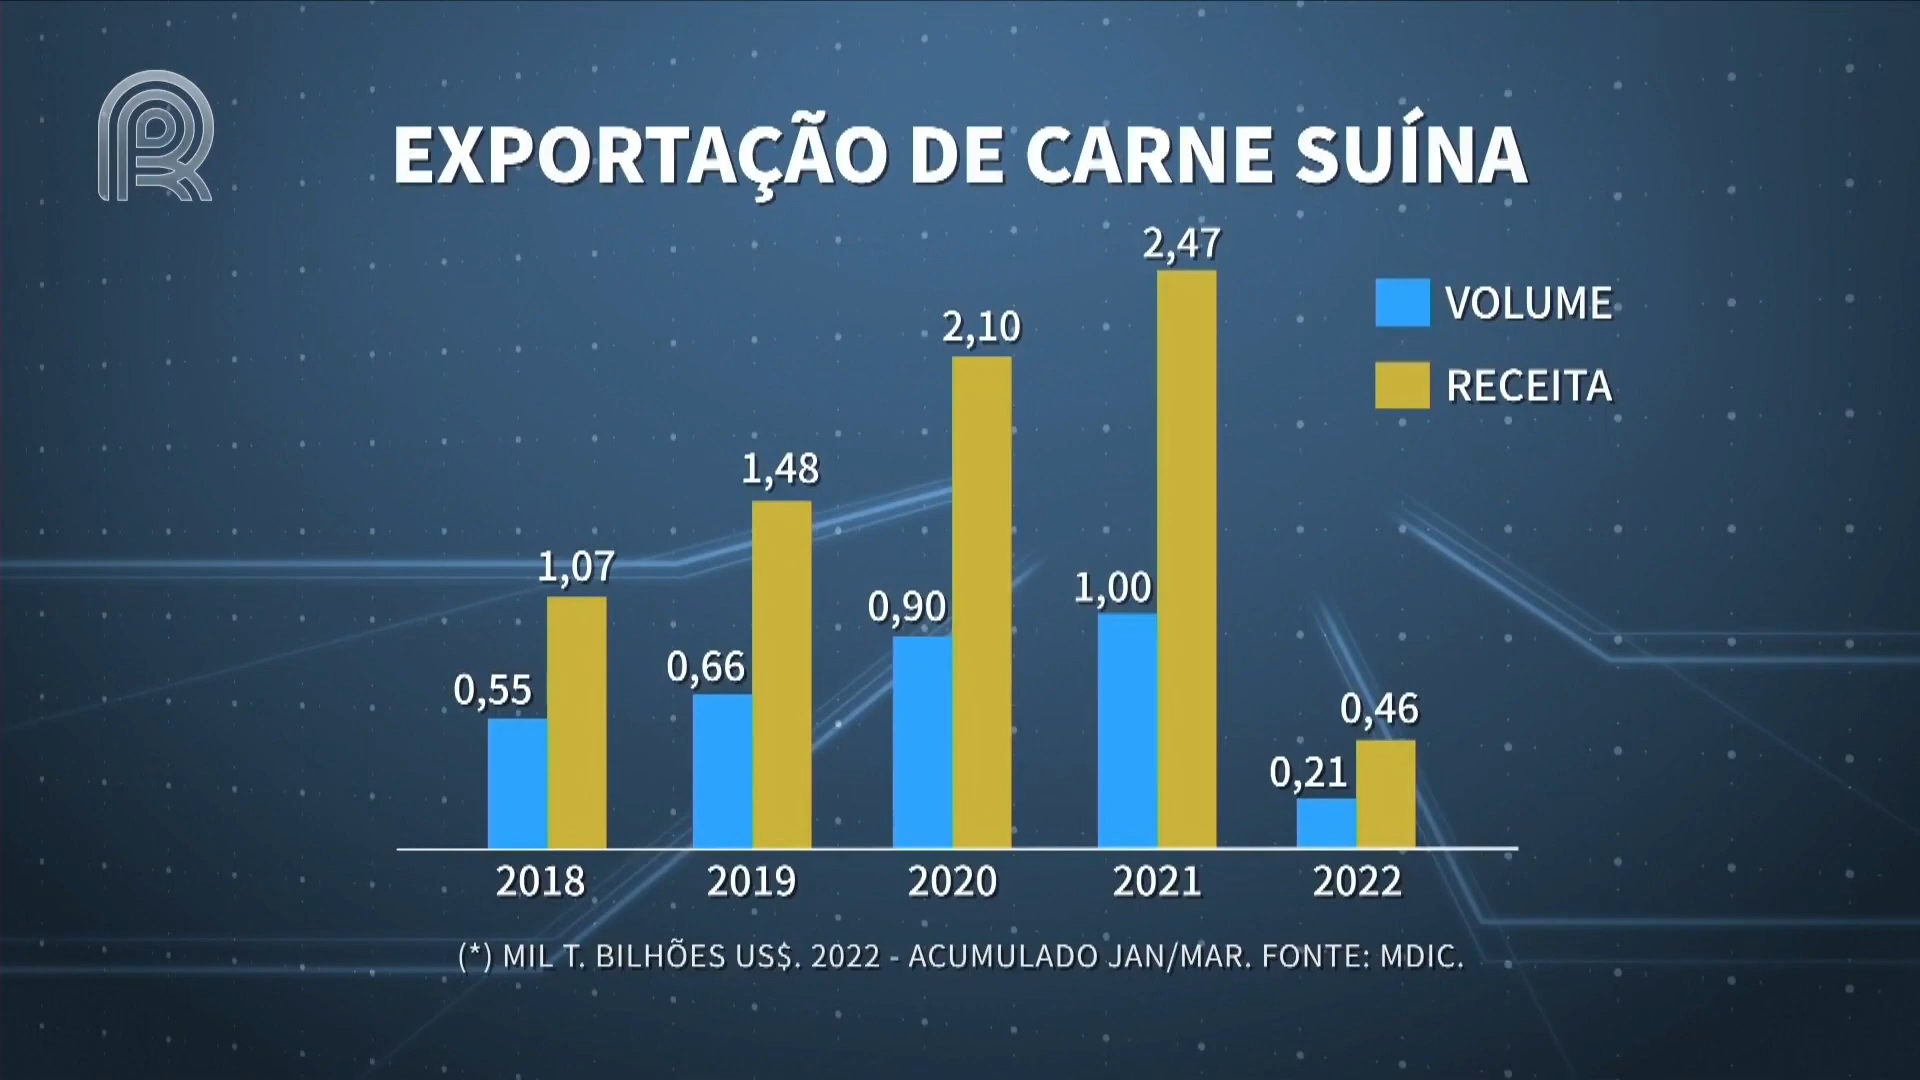 EXPORTAÇÃO DE CARNE SUÍNA
VOLUME
RECEITA
0,55
1,07
0,66
1,48
0,90
2,10
1,00
2,47
0,21
0,46
2018 2019 2020 2021 2022
(*) MIL T. BILHÕES US$. 2022 - ACUMULADO JAN/MAR. FONTE: MDIC.